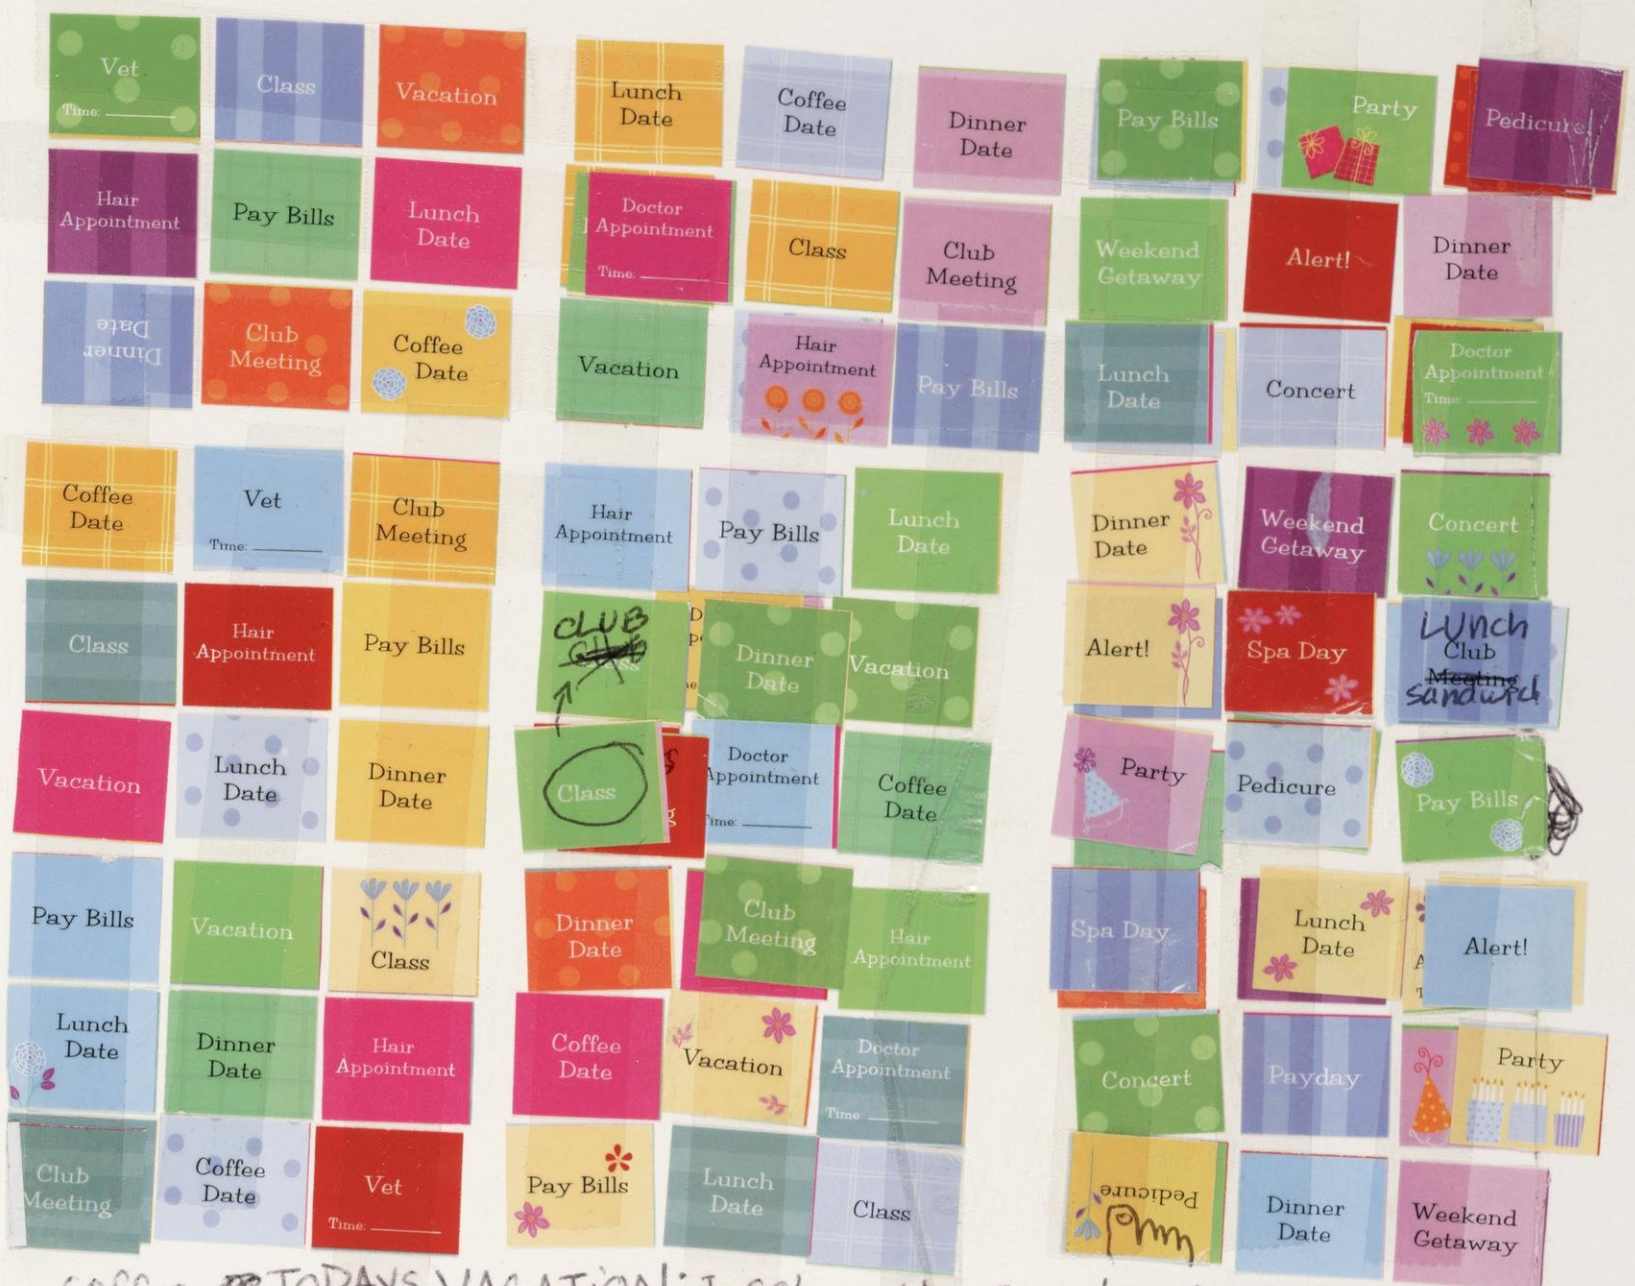 Vet
Time:
Class
Vacation
Lunch
Date
Coffee
Date
Dinner
Date
Pay Bills
Party
Pedicure
Hair
Appointment
Pay Bills
Lunch
Date
Doctor
Appointment
Time:
Class
Club
Meeting
Weekend
Getaway
Alert!
Dinner
Date
Dinner
Date
Club
Meeting
Coffee
Date
Vacation
Hair
Appointment
Pay Bills
Lunch
Date
Concert
Doctor
Appointment
Time:
Coffee
Date
Vet
Time:
Club
Meeting
Hair
Appointment
Pay Bills
Lunch
Date
Dinner
Date
Weekend
Getaway
Concert
Class
Hair
Appointment
Pay Bills
CLUB
Dinner
Date
Vacation
Alert!
Spa Day
LUnch
Club
Meeting
sandwich
Vacation
Lunch
Date
Dinner
Date
Class
Doctor
Appointment
Time:
Coffee
Date
Party
Pedicure
Pay Bills
Pay Bills
Vacation
Class
Dinner
Date
Club
Meeting
Hair
Appointment
Spa Day
Lunch
Date
Alert!
Lunch
Date
Dinner
Date
Hair
Appointment
Coffee
Date
Vacation
Doctor
Appointment
Time:
Concert
Payday
Party
Club
Meeting
Coffee
Date
Vet
Time:
Pay Bills
Lunch
Date
Class
Pedicure
Dinner
Date
Weekend
Getaway
TODAYS VACATION: I